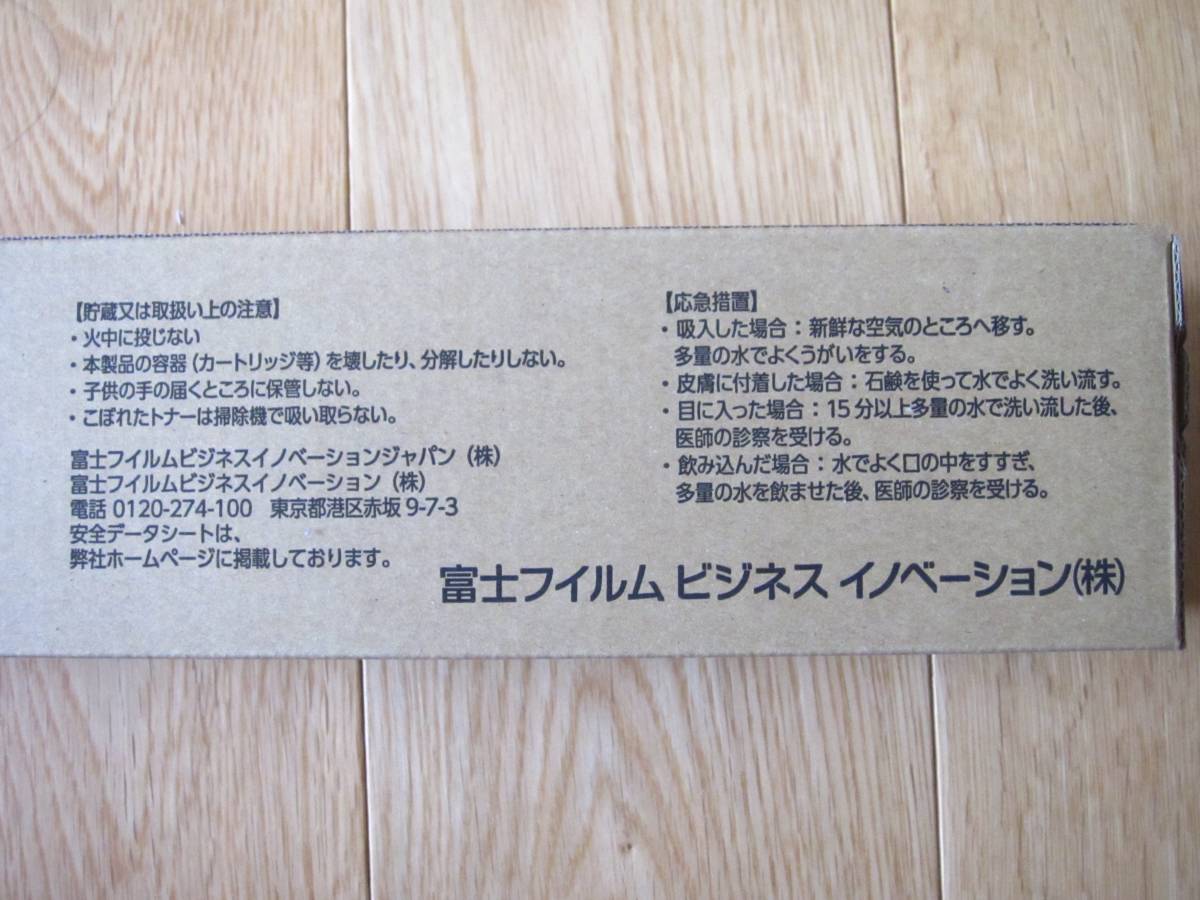 【貯蔵又は取扱い上の注意】
・火中に投じない
・本製品の容器（カートリッジ等）を壊したり、分解したりしない。
・子供の手の届くところに保管しない。
・こぼれたトナーは掃除機で吸い取らない。
富士フイルムビジネスイノベーションジャパン（株）
富士フイルムビジネスイノベーション（株）
電話 0120-274-100　東京都港区赤坂 9-7-3
安全データシートは、
弊社ホームページに掲載しております。
【応急措置】
・吸入した場合：新鮮な空気のところへ移す。
多量の水でよくうがいをする。
・皮膚に付着した場合：石鹸を使って水でよく洗い流す。
・目に入った場合：15 分以上多量の水で洗い流した後、
医師の診察を受ける。
・飲み込んだ場合：水でよく口の中をすすぎ、
多量の水を飲ませた後、医師の診察を受ける。
富士フイルム ビジネス イノベーション(株)